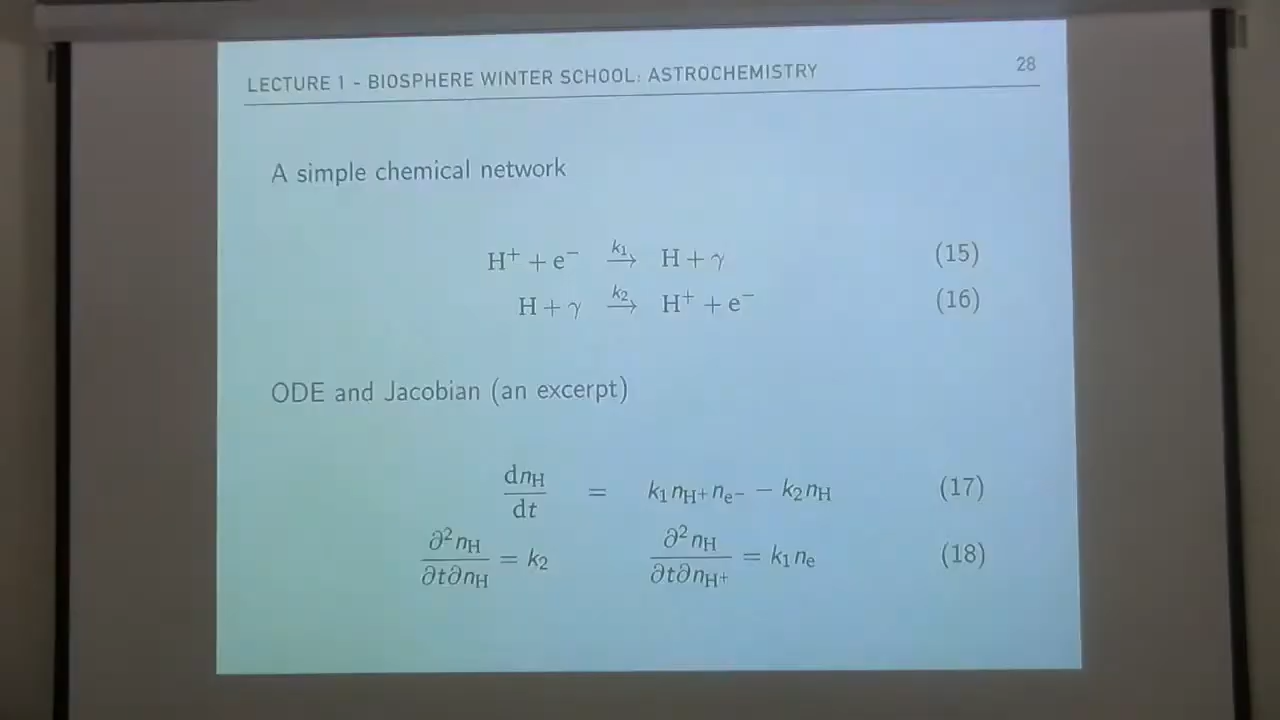 LECTURE 1 - BIOSPHERE WINTER SCHOOL: ASTROCHEMISTRY 28
A simple chemical network
H⁺ + e⁻ →(k₁) H + γ (15)
H + γ →(k₂) H⁺ + e⁻ (16)
ODE and Jacobian (an excerpt)
dn_H/dt = k₁n_H⁺n_e⁻ − k₂n_H (17)
∂²n_H/∂t∂n_H = k₂ ∂²n_H/∂t∂n_H⁺ = k₁n_e (18)